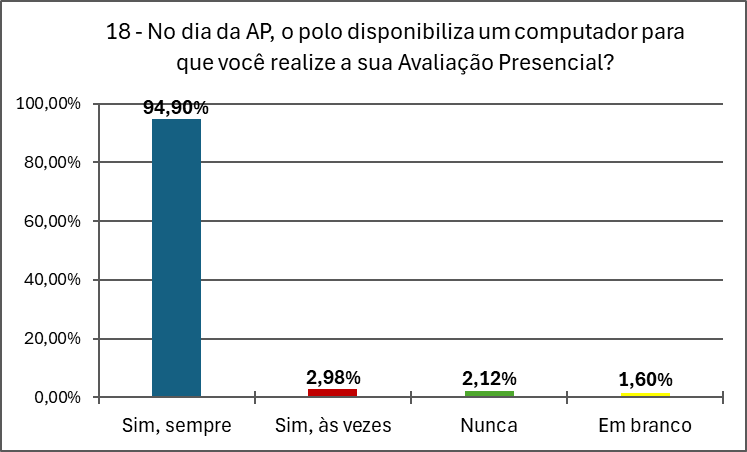 18 - No dia da AP, o polo disponibiliza um computador para
que você realize a sua Avaliação Presencial?
100,00%
80,00%
60,00%
40,00%
20,00%
0,00%
94,90%
2,98%
2,12%
1,60%
Sim, sempre
Sim, às vezes
Nunca
Em branco